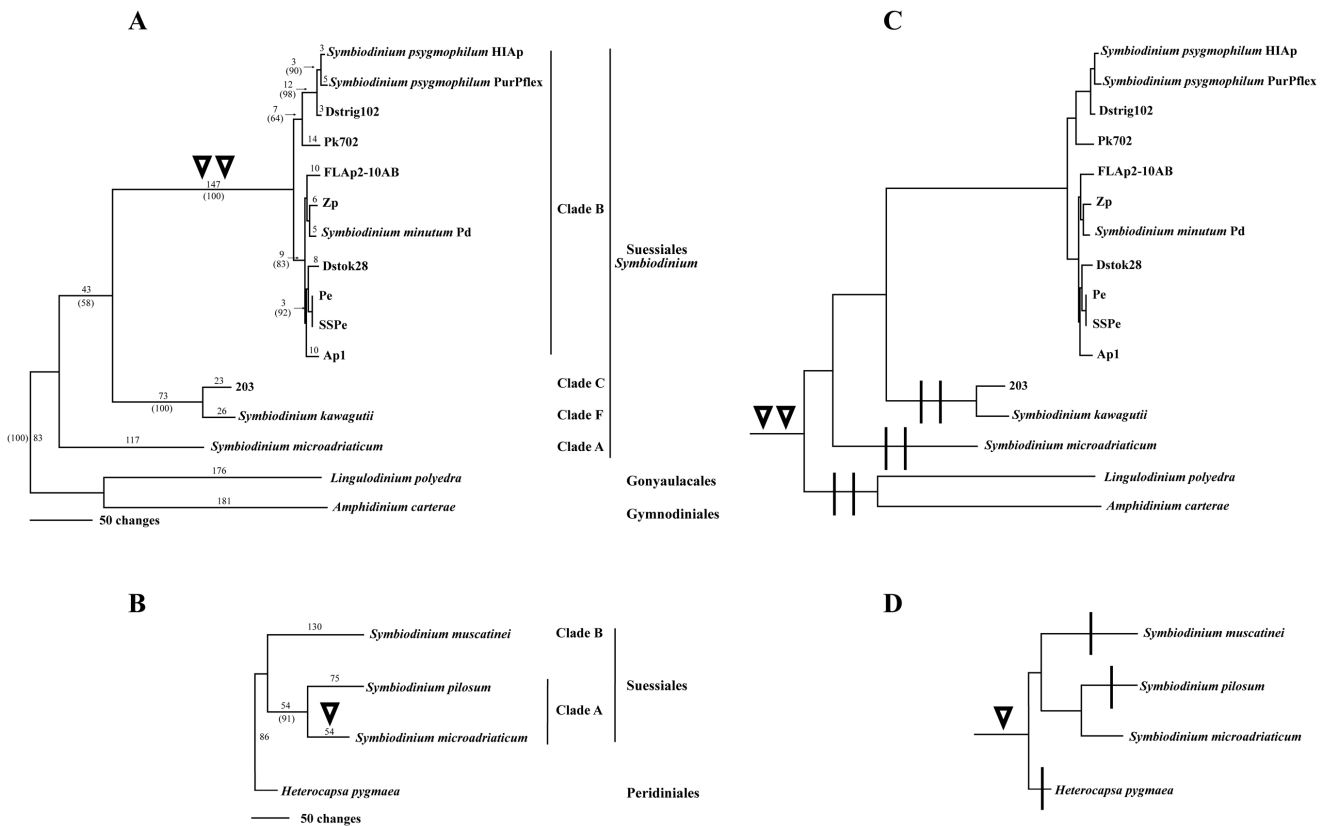 A
3
Symbiodinium psygmophilum HIAp
3
(90)
5
Symbiodinium psygmophilum PurPflex
12
(98)
3
Dstrig102
7
(64)
14
Pk702
10
FLAp2-10AB
147
(100)
6
Zp
Clade B
5
Symbiodinium minutum Pd
9
(83)
8
Dstok28
Suessiales
Symbiodinium
Pe
3
(92)
SSPe
43
(58)
10
Ap1
23
203
Clade C
73
(100)
26
Symbiodinium kawagutii
Clade F
(100)
83
117
Symbiodinium microadriaticum
Clade A
176
Lingulodinium polyedra
Gonyaulacales
181
Amphidinium carterae
Gymnodiniales
50 changes
C
Symbiodinium psygmophilum HIAp
Symbiodinium psygmophilum PurPflex
Dstrig102
Pk702
FLAp2-10AB
Zp
Symbiodinium minutum Pd
Dstok28
Pe
SSPe
Ap1
203
Symbiodinium kawagutii
Symbiodinium microadriaticum
Lingulodinium polyedra
Amphidinium carterae
B
130
Symbiodinium muscatinei
Clade B
75
Symbiodinium pilosum
Suessiales
54
(91)
Clade A
54
Symbiodinium microadriaticum
86
Heterocapsa pygmaea
Peridiniales
50 changes
D
Symbiodinium muscatinei
Symbiodinium pilosum
Symbiodinium microadriaticum
Heterocapsa pygmaea